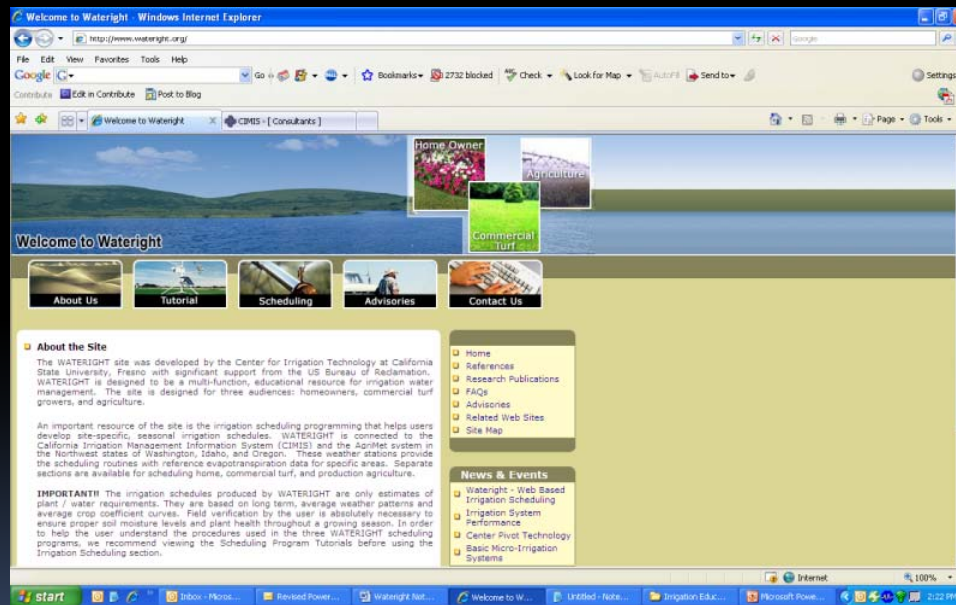 Welcome to Wateright - Windows Internet Explorer
http://www.wateright.org/
Google
File Edit View Favorites Tools Help
Google G Go Bookmarks 2732 blocked Check Look for Map AutoFill Send to Settings
Contribute Edit in Contribute Post to Blog
Welcome to Wateright CIMIS - [ Consultants ] Page Tools
Home Owner
Agriculture
Commercial
Turf
Welcome to Wateright
About Us Tutorial Scheduling Advisories Contact Us
About the Site
The WATERIGHT site was developed by the Center for Irrigation Technology at California
State University, Fresno with significant support from the US Bureau of Reclamation.
WATERIGHT is designed to be a multi-function, educational resource for irrigation water
management. The site is designed for three audiences: homeowners, commercial turf
growers, and agriculture.
An important resource of the site is the irrigation scheduling programming that helps users
develop site-specific, seasonal irrigation schedules. WATERIGHT is connected to the
California Irrigation Management Information System (CIMIS) and the AgriMet system in
the Northwest states of Washington, Idaho, and Oregon. These weather stations provide
the scheduling routines with reference evapotranspiration data for specific areas. Separate
sections are available for scheduling home, commercial turf, and production agriculture.
IMPORTANT!! The irrigation schedules produced by WATERIGHT are only estimates of
plant / water requirements. They are based on long term, average weather patterns and
average crop coefficient curves. Field verification by the user is absolutely necessary to
ensure proper soil moisture levels and plant health throughout a growing season. In order
to help the user understand the procedures used in the three WATERIGHT scheduling
programs, we recommend viewing the Scheduling Program Tutorials before using the
Irrigation Scheduling section.
Home
References
Research Publications
FAQs
Advisories
Related Web Sites
Site Map
News & Events
Wateright - Web Based
Irrigation Scheduling
Irrigation System
Performance
Center Pivot Technology
Basic Micro-Irrigation
Systems
Internet 100%
start Inbox - Micros... Revised Power... Wateright Not... Welcome to W... Untitled - Note... Irrigation Educ... Microsoft Powe... 2:22 PM